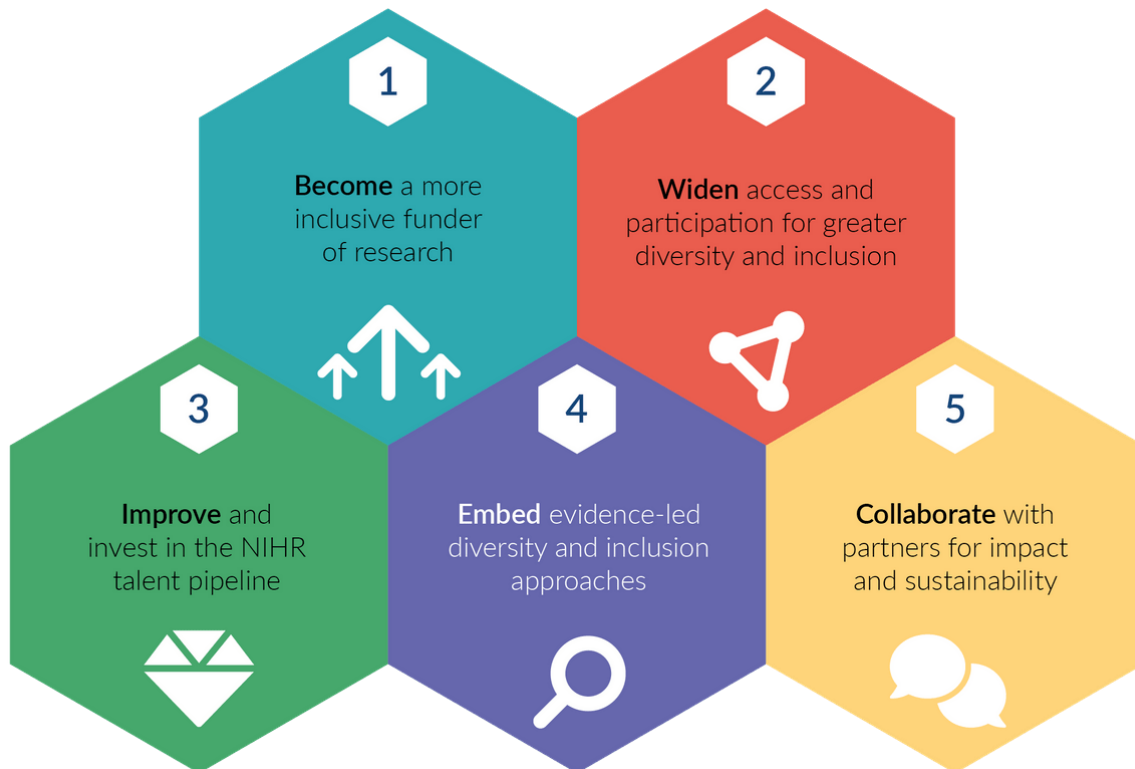 1
Become a more
inclusive funder
of research
2
Widen access and
participation for greater
diversity and inclusion
3
Improve and
invest in the NIHR
talent pipeline
4
Embed evidence-led
diversity and inclusion
approaches
5
Collaborate with
partners for impact
and sustainability